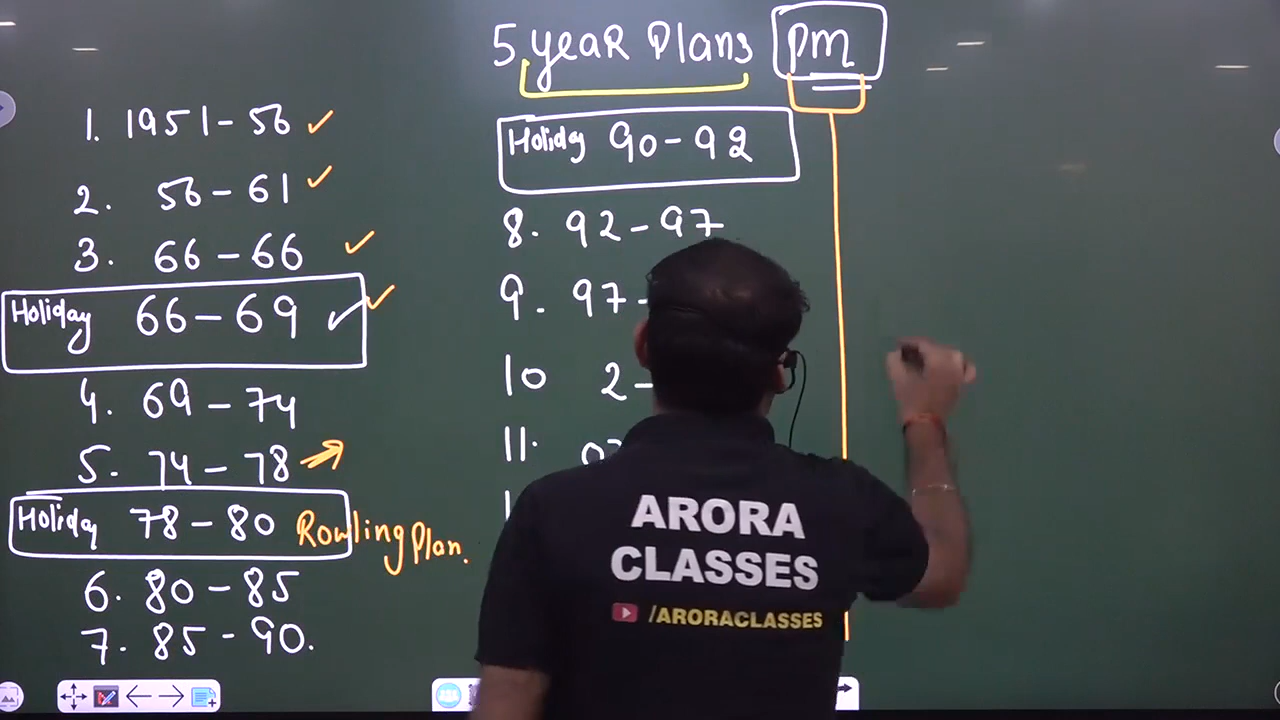 5 year Plans pm
1. 1951 - 56
2. 56 - 61
3. 66 - 66
Holiday 66 - 69
4. 69 - 74
5. 74 - 78
Holiday 78 - 80 Rowling Plan.
6. 80 - 85
7. 85 - 90.
Holiday 90 - 92
8. 92 - 97
9. 97 -
10 2 -
11.
ARORA
CLASSES
/ARORACLASSES